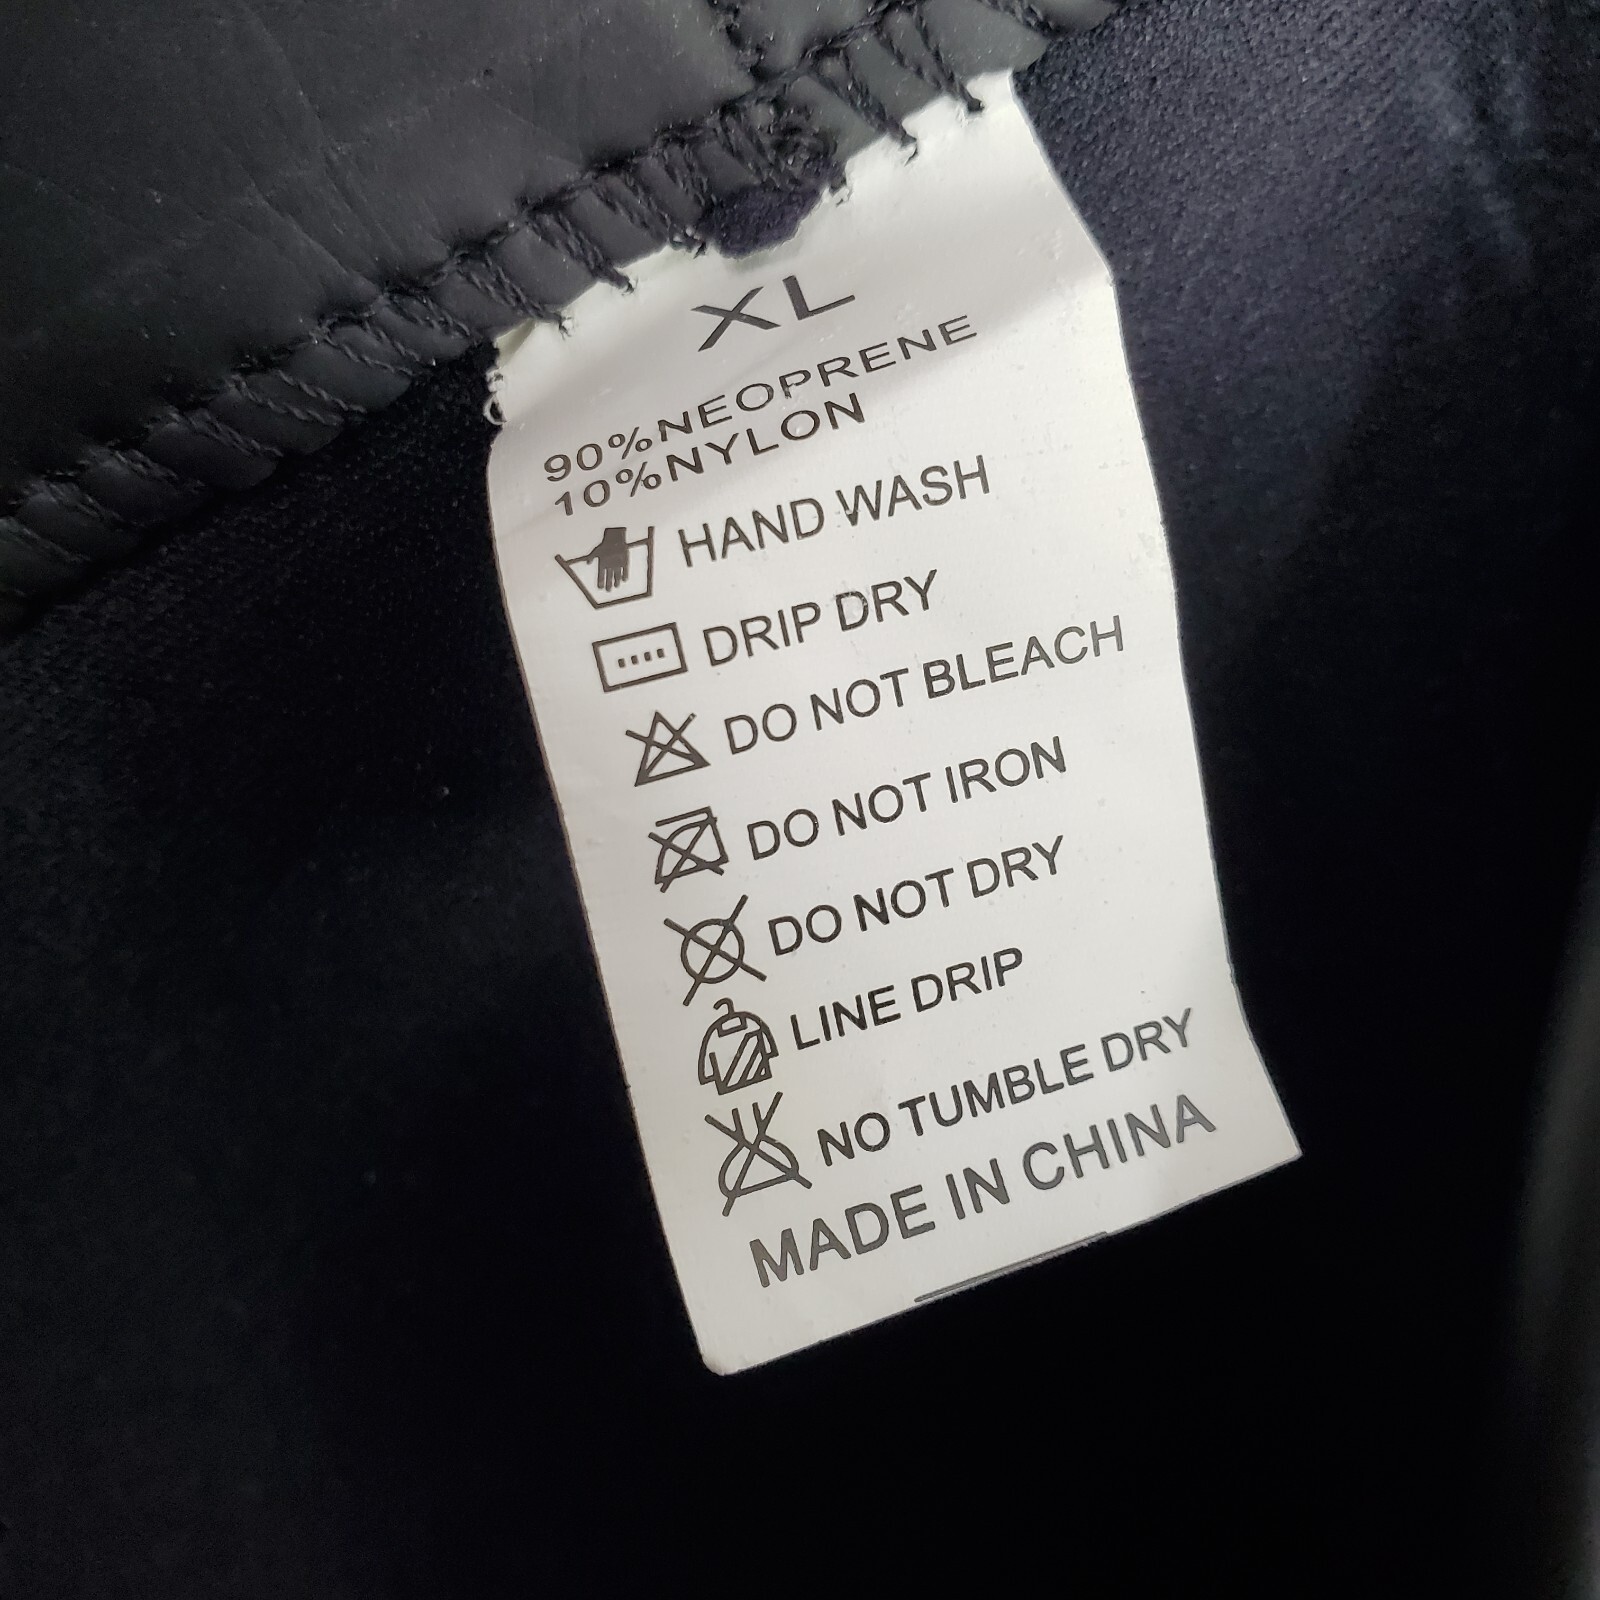 XL
90%NEOPRENE
10%NYLON
HAND WASH
DRIP DRY
DO NOT BLEACH
DO NOT IRON
DO NOT DRY
LINE DRIP
NO TUMBLE DRY
MADE IN CHINA